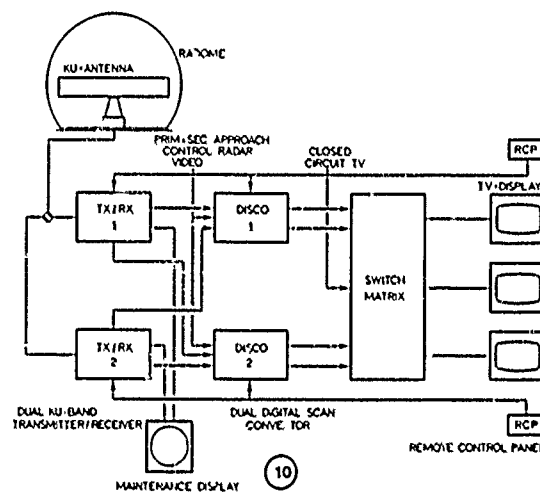 RADOME
KU-ANTENNA
PRIM+SEC APPROACH
CONTROL RADAR
VIDEO
CLOSED
CIRCUIT TV
RCP
TV-DISPLAY
TX/RX
1
DISCO
1
SWITCH
MATRIX
TX/RX
2
DISCO
2
DUAL KU-BAND
TRANSMITTER/RECEIVER
DUAL DIGITAL SCAN
CONVE TOR
RCP
REMOVE CONTROL PANEL
MAINTENANCE DISPLAY
10